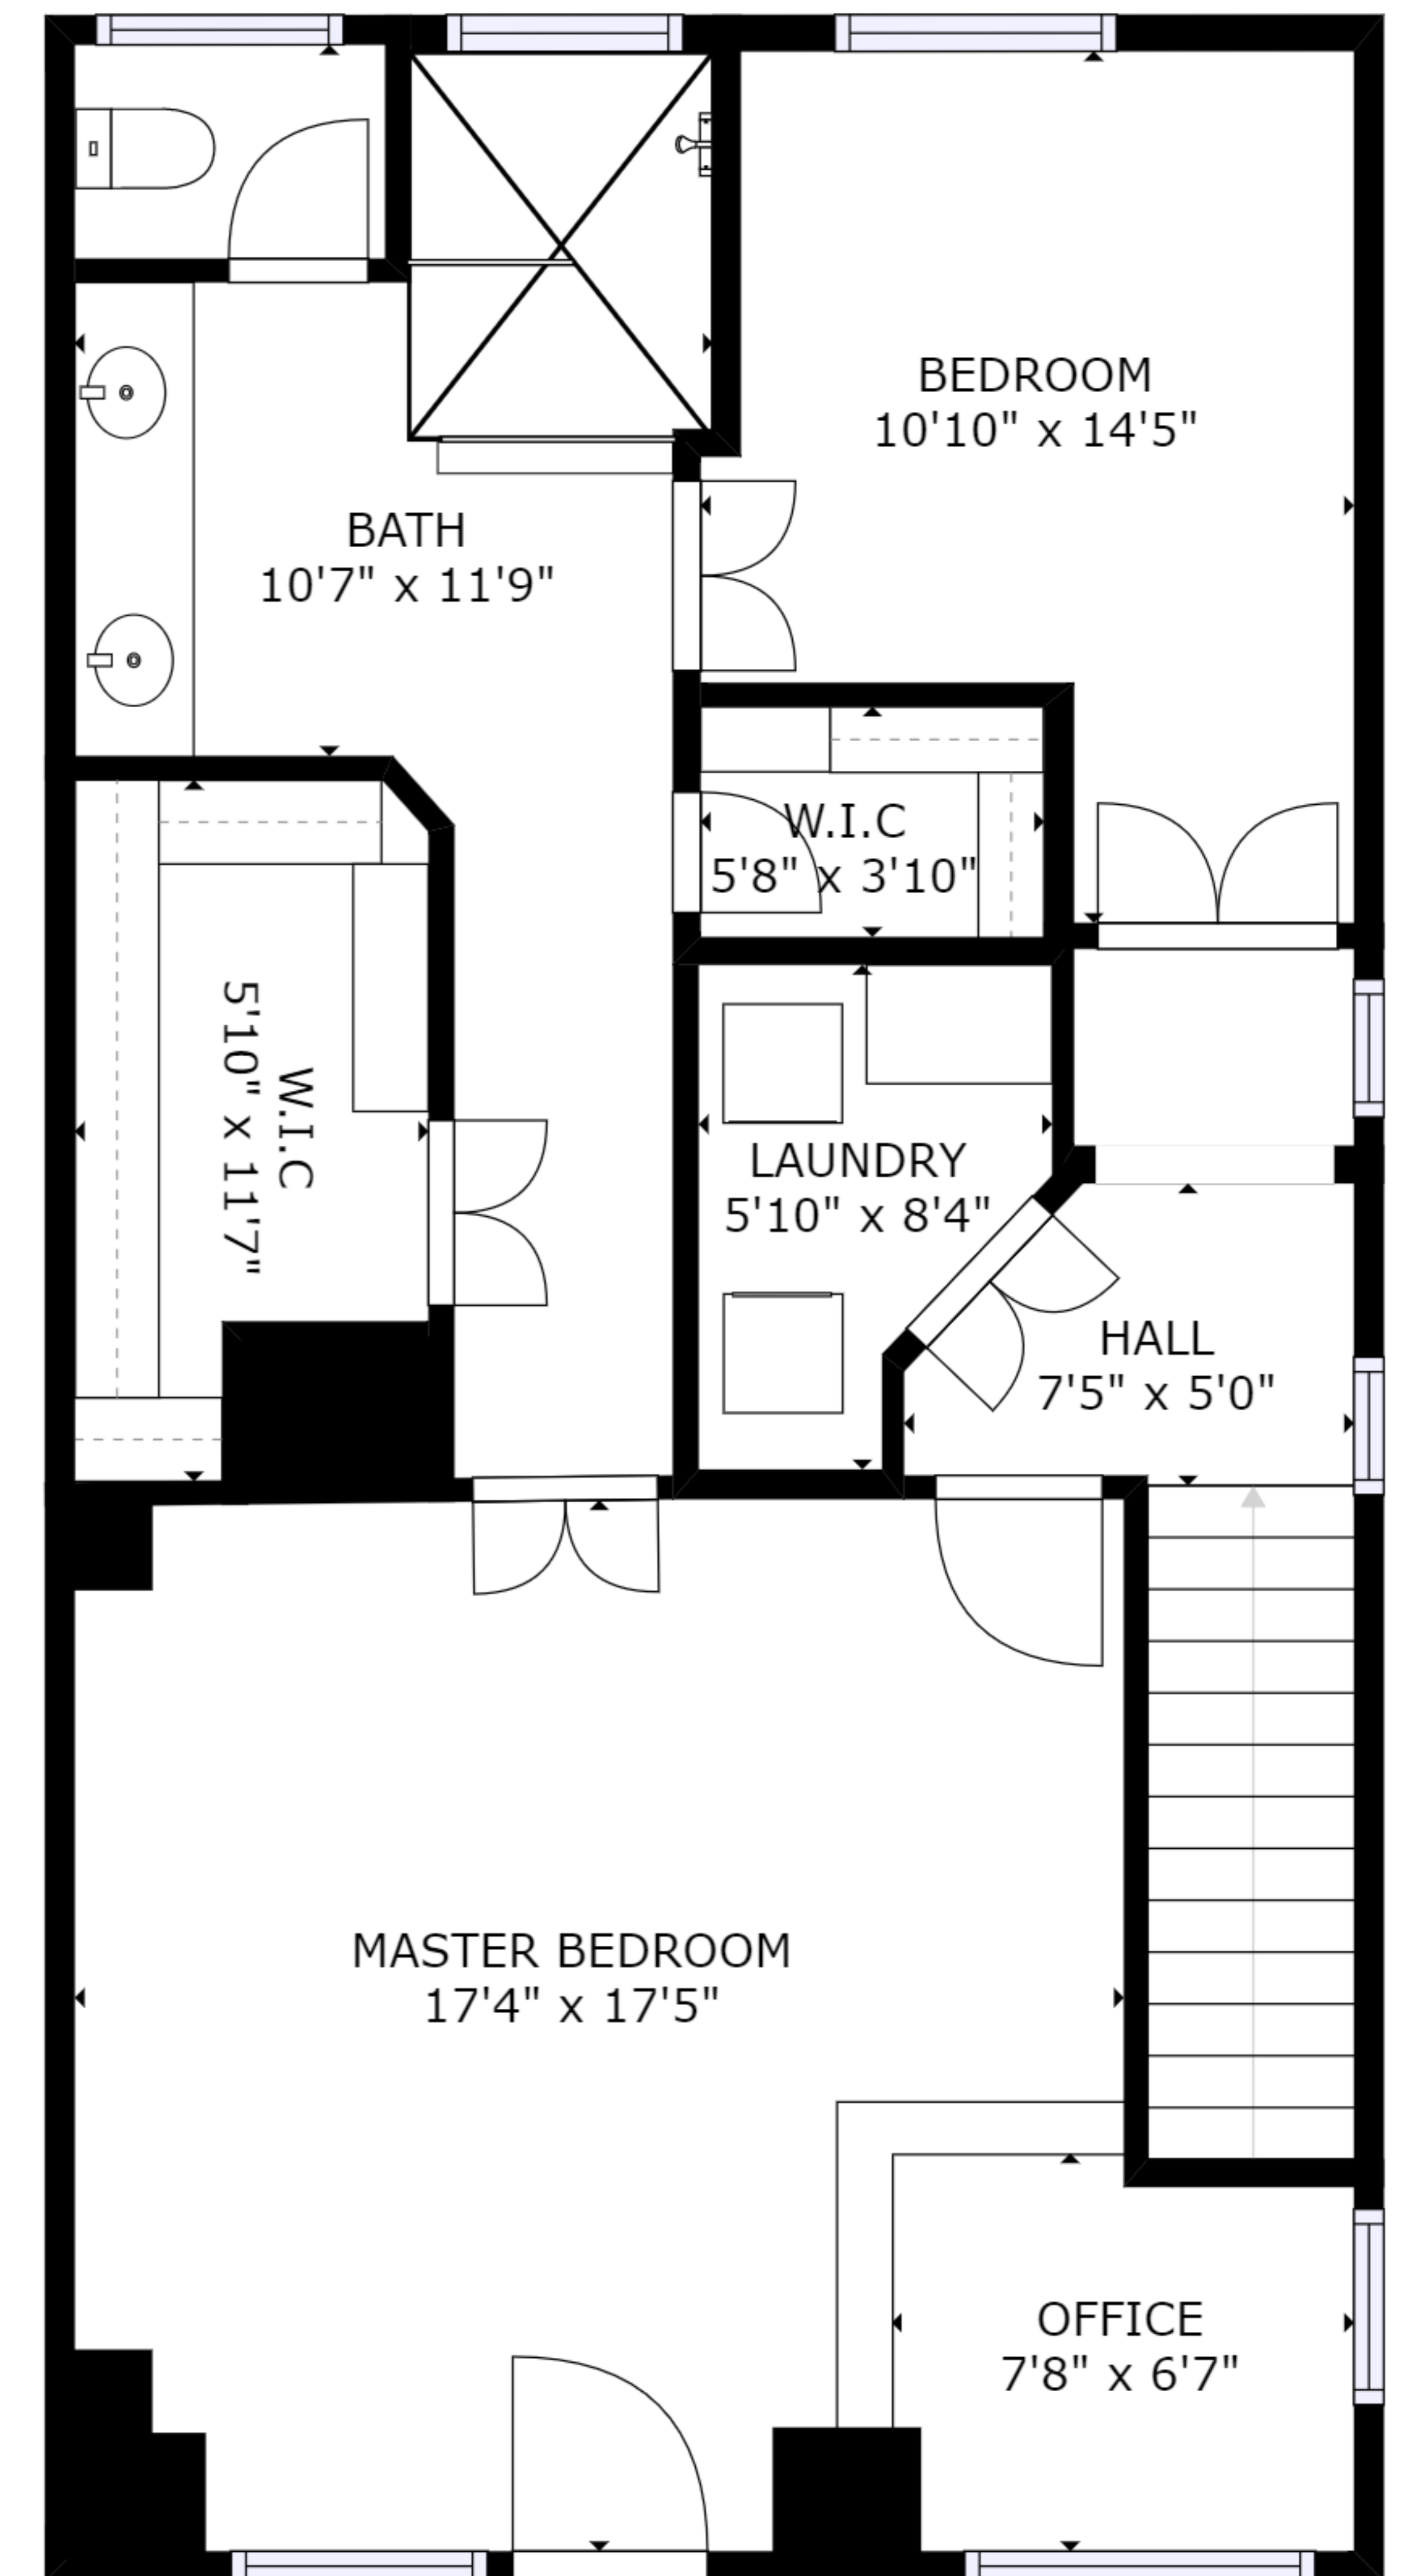 BEDROOM
10'10" x 14'5"
BATH
10'7" x 11'9"
W.I.C
5'8" x 3'10"
W.I.C
5'10" x 11'7"
LAUNDRY
5'10" x 8'4"
HALL
7'5" x 5'0"
MASTER BEDROOM
17'4" x 17'5"
OFFICE
7'8" x 6'7"